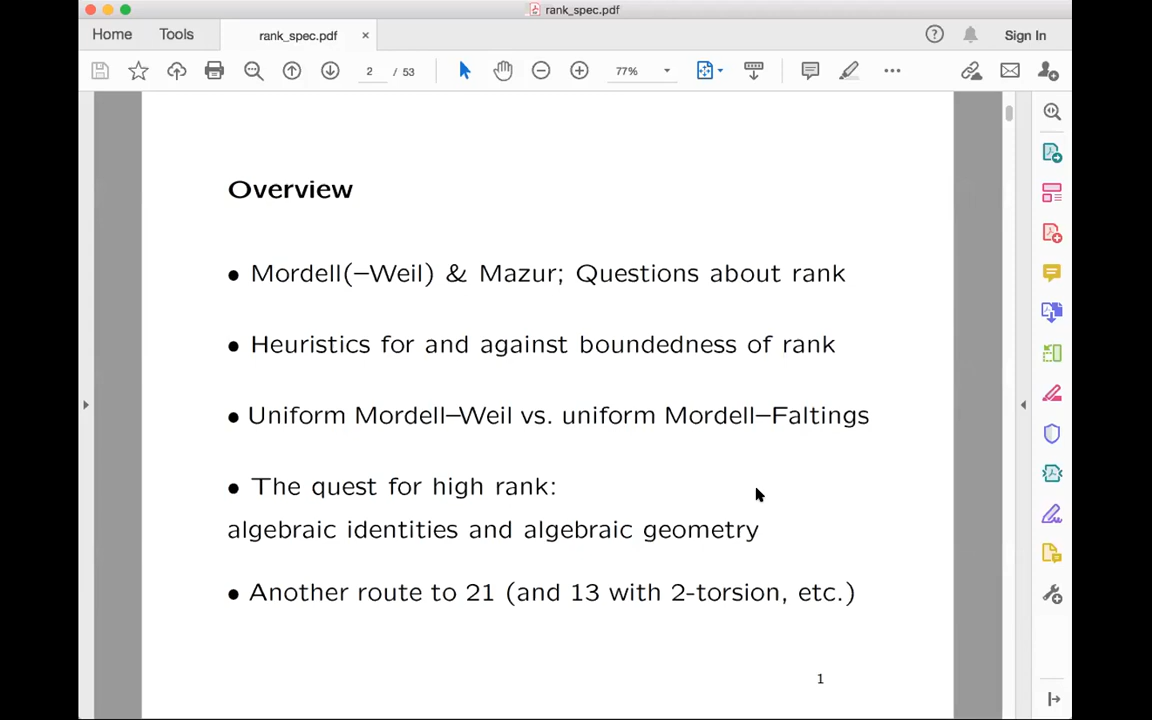 rank_spec.pdf
Home Tools rank_spec.pdf × Sign In
2 / 53 77%
Overview
• Mordell(–Weil) & Mazur; Questions about rank
• Heuristics for and against boundedness of rank
• Uniform Mordell–Weil vs. uniform Mordell–Faltings
• The quest for high rank:
algebraic identities and algebraic geometry
• Another route to 21 (and 13 with 2-torsion, etc.)
1